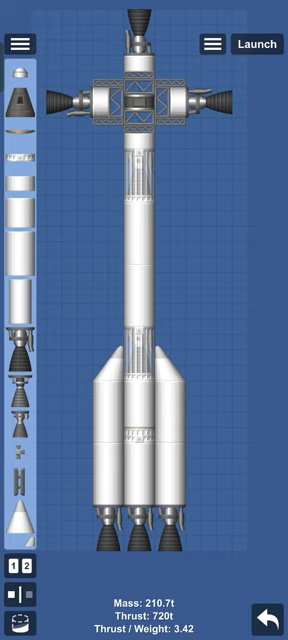 Launch
1 2
Mass: 210.7t
Thrust: 720t
Thrust / Weight: 3.42